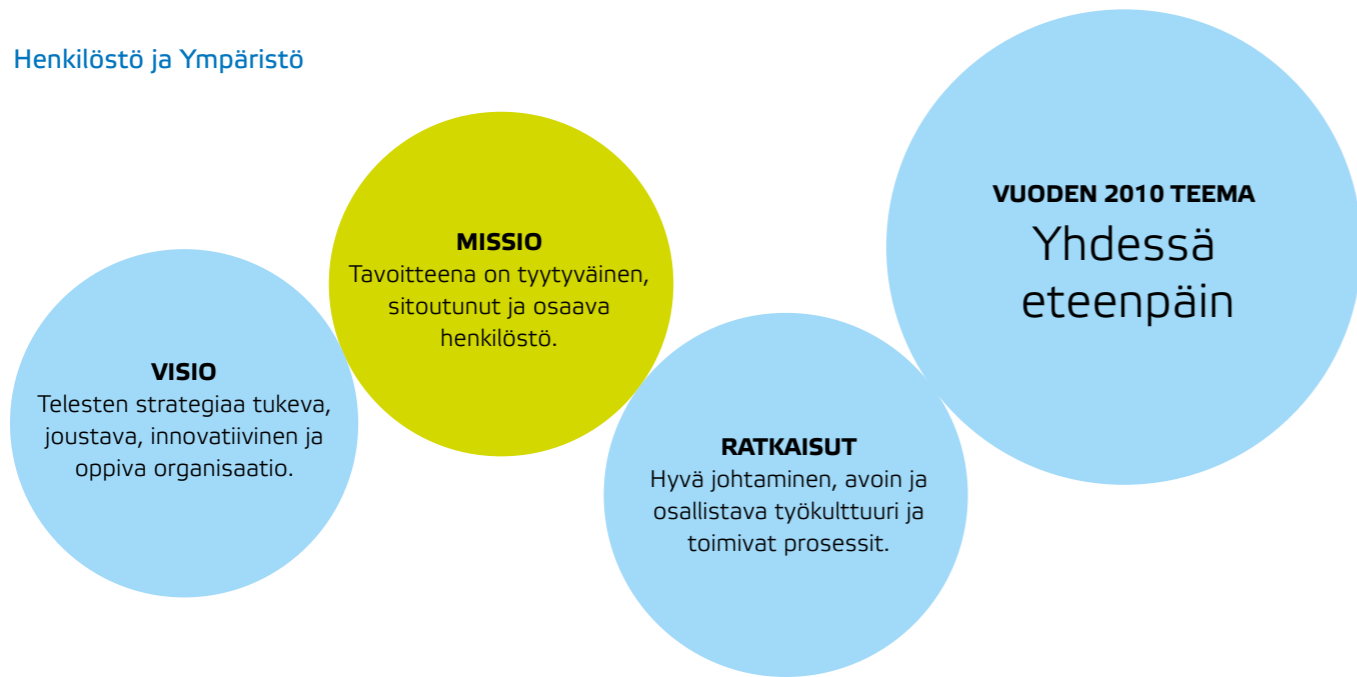 Henkilöstö ja Ympäristö
VISIO
Telesten strategiaa tukeva,
joustava, innovatiivinen ja
oppiva organisaatio.
MISSIO
Tavoitteena on tyytyväinen,
sitoutunut ja osaava
henkilöstö.
RATKAISUT
Hyvä johtaminen, avoin ja
osallistava työkulttuuri ja
toimivat prosessit.
VUODEN 2010 TEEMA
Yhdessä
eteenpäin